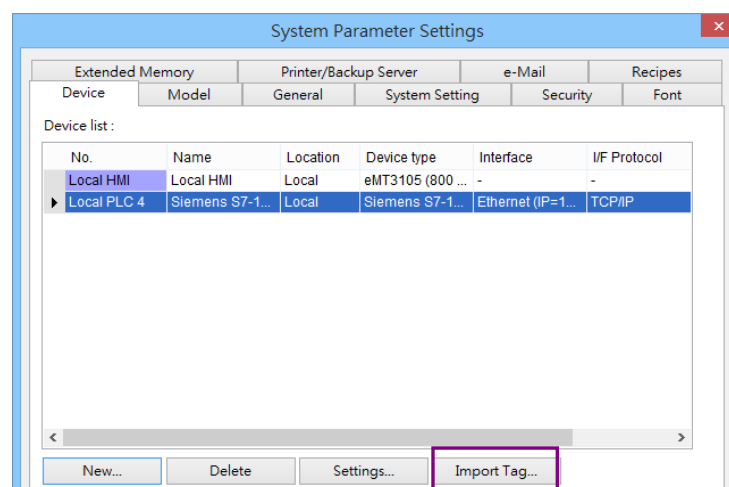 System Parameter Settings
Extended Memory Printer/Backup Server e-Mail Recipes
Device Model General System Setting Security Font
Device list :
No. Name Location Device type Interface I/F Protocol
Local HMI Local HMI Local eMT3105 (800 ... - -
Local PLC 4 Siemens S7-1... Local Siemens S7-1... Ethernet (IP=1... TCP/IP
New... Delete Settings... Import Tag...